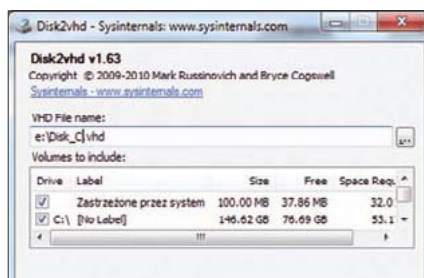 Disk2vhd - Sysinternals: www.sysinternals.com
Disk2vhd v1.63
Copyright © 2009-2010 Mark Russinovich and Bryce Cogswell
Sysinternals - www.sysinternals.com
VHD File name:
e:\Disk_C.vhd
...
Volumes to include:
Drive Label Size Free Space Req
Zastrzeżone przez system 100.00 MB 37.86 MB 32.0
C:\ [No Label] 146.62 GB 76.69 GB 53.1